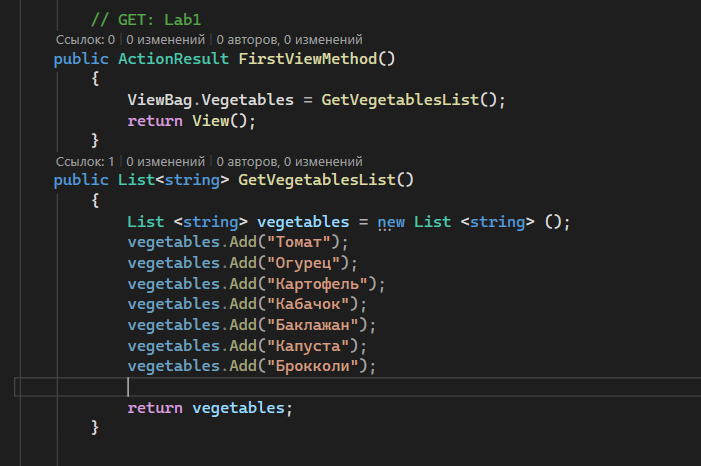 // GET: Lab1
Ссылок: 0 | 0 изменений | 0 авторов, 0 изменений
public ActionResult FirstViewMethod()
{
ViewBag.Vegetables = GetVegetablesList();
return View();
}
Ссылок: 1 | 0 изменений | 0 авторов, 0 изменений
public List<string> GetVegetablesList()
{
List <string> vegetables = new List <string> ();
vegetables.Add("Томат");
vegetables.Add("Огурец");
vegetables.Add("Картофель");
vegetables.Add("Кабачок");
vegetables.Add("Баклажан");
vegetables.Add("Капуста");
vegetables.Add("Брокколи");
return vegetables;
}